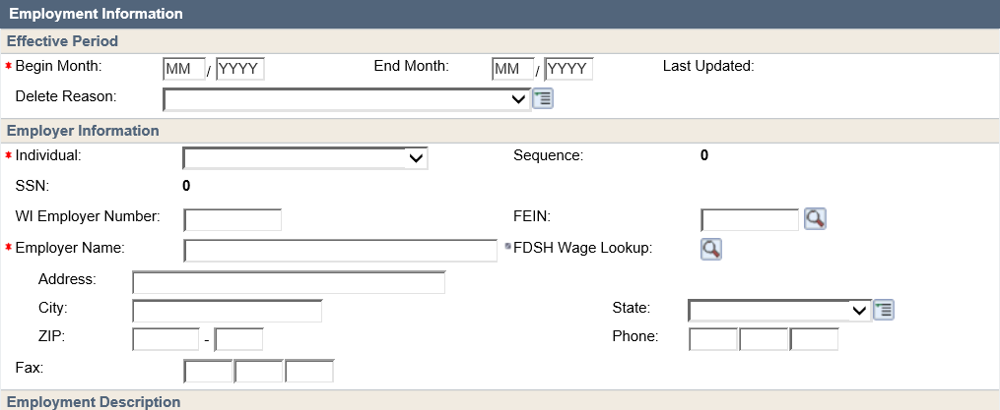 Employment Information
Effective Period
* Begin Month: MM / YYYY End Month: MM / YYYY Last Updated:
Delete Reason:
Employer Information
* Individual: Sequence: 0
SSN: 0
WI Employer Number: FEIN:
* Employer Name: FDSH Wage Lookup:
Address:
City: State:
ZIP: - Phone:
Fax:
Employment Description